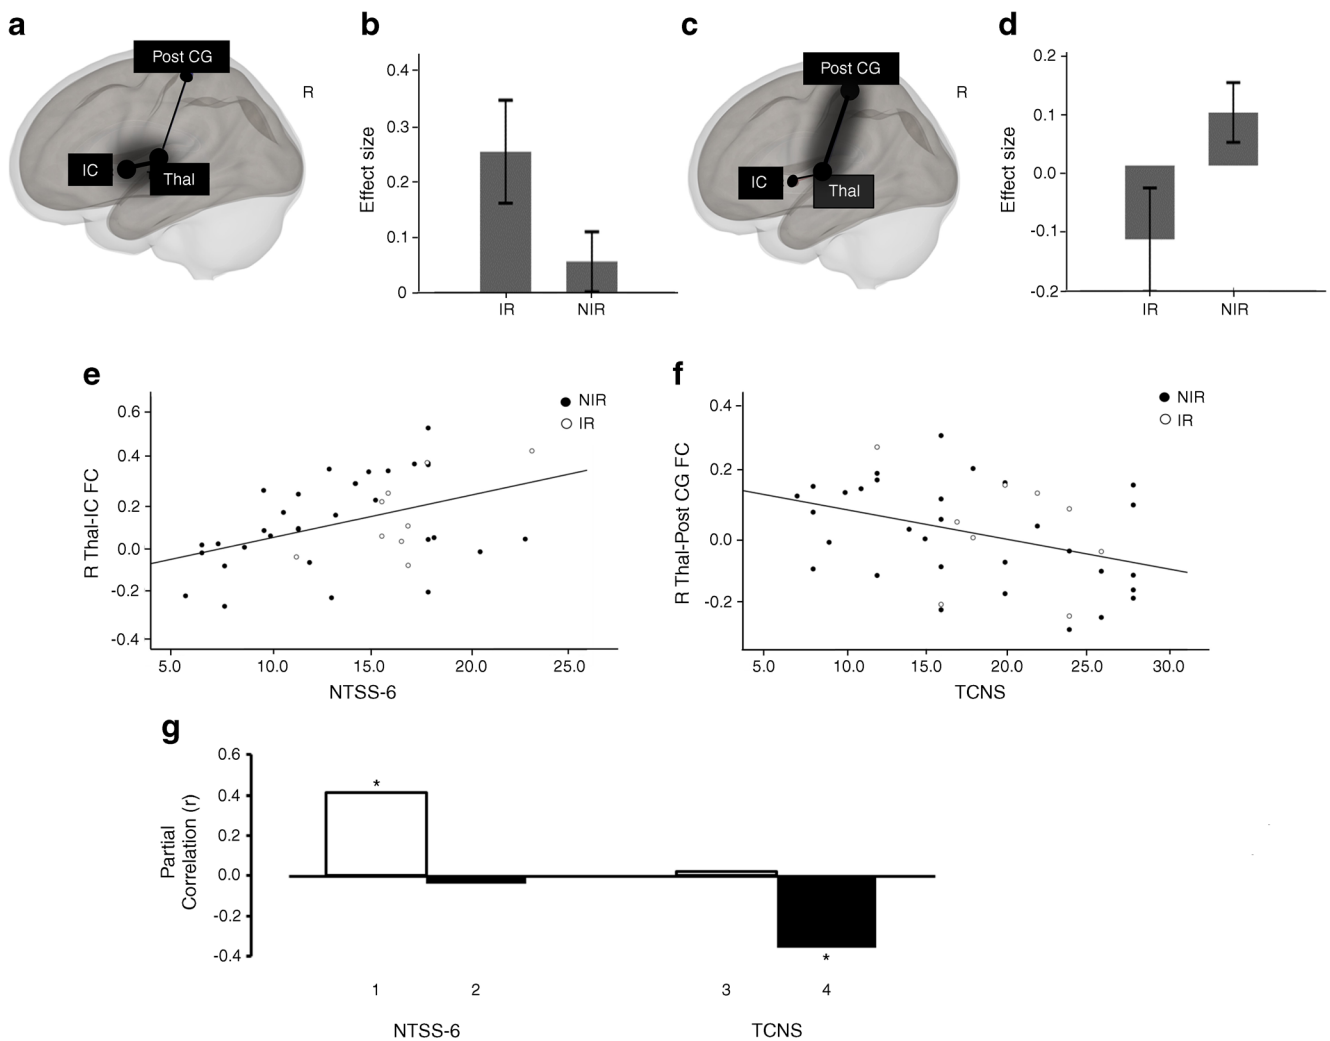 a
Post CG
R
IC
Thal
b
0.4
0.3
0.2
0.1
0
Effect size
IR
NIR
c
Post CG
R
IC
Thal
d
0.2
0.1
0.0
-0.1
-0.2
Effect size
IR
NIR
e
NIR
IR
0.6
0.4
0.2
0.0
-0.2
-0.4
R Thal-IC FC
5.0 10.0 15.0 20.0 25.0
NTSS-6
f
NIR
IR
0.4
0.2
0.0
-0.2
R Thal-Post CG FC
5.0 10.0 15.0 20.0 25.0 30.0
TCNS
g
0.6
0.4
0.2
0.0
-0.2
-0.4
Partial
Correlation (r)
*
*
1 2 3 4
NTSS-6 TCNS